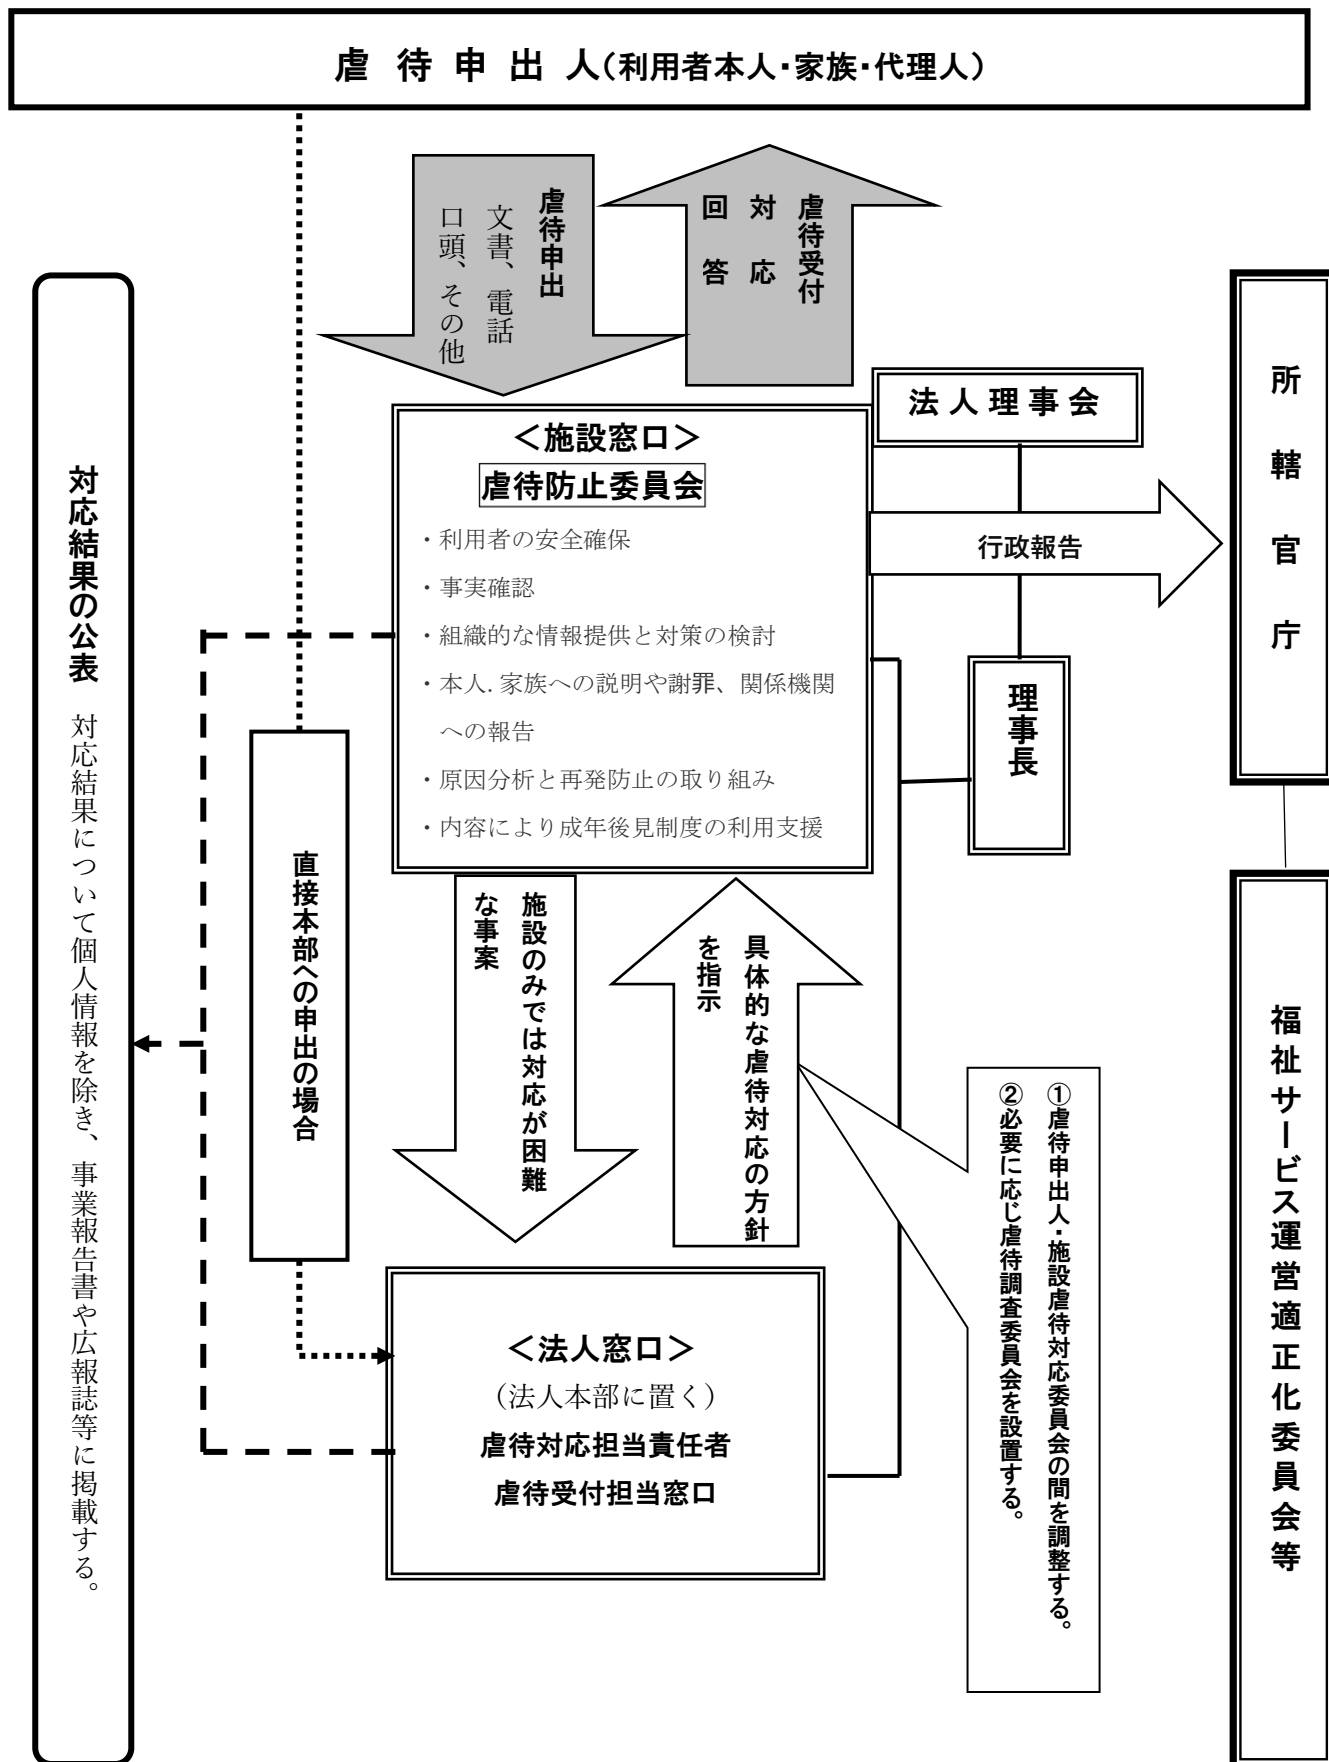 虐待申出人(利用者本人・家族・代理人)
虐待申出
文書、電話
口頭、その他
虐待受付
対応
回答
法人理事会
<施設窓口>
虐待防止委員会
・利用者の安全確保
・事実確認
・組織的な情報提供と対策の検討
・本人.家族への説明や謝罪、関係機関
への報告
・原因分析と再発防止の取り組み
・内容により成年後見制度の利用支援
行政報告
理事長
所轄官庁
福祉サービス運営適正化委員会等
対応結果の公表 対応結果について個人情報を除き、事業報告書や広報誌等に掲載する。
直接本部への申出の場合
施設のみでは対応が困難
な事案
具体的な虐待対応の方針
を指示
①虐待申出人・施設虐待対応委員会の間を調整する。
②必要に応じ虐待調査委員会を設置する。
<法人窓口>
(法人本部に置く)
虐待対応担当責任者
虐待受付担当窓口